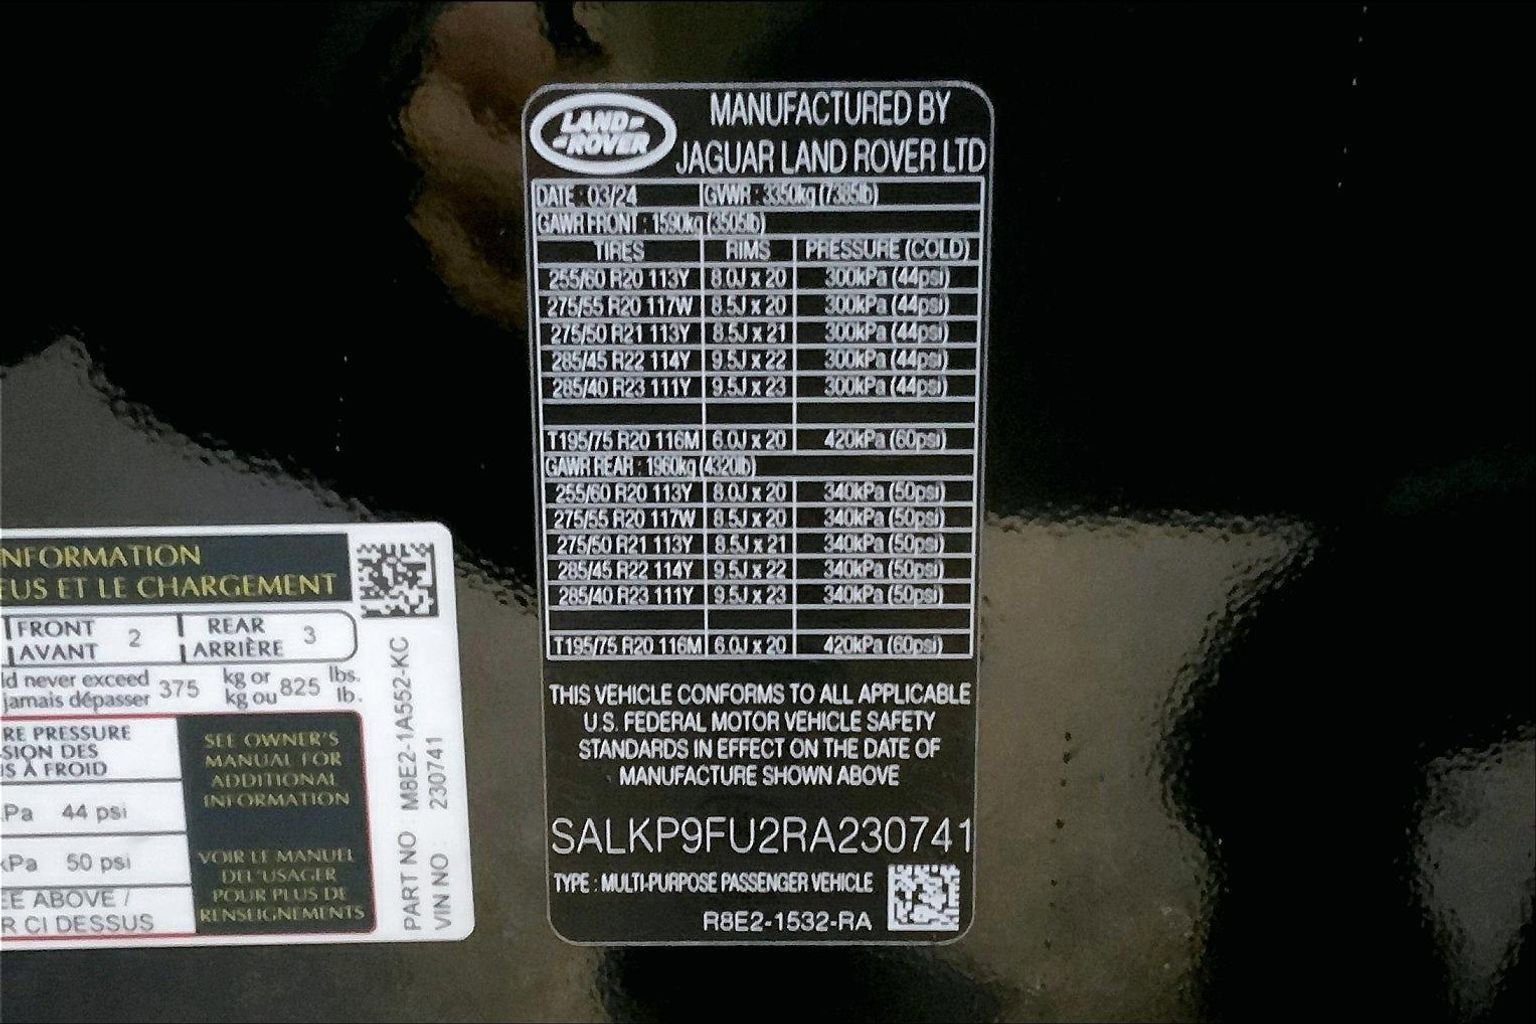 LAND
ROVER
MANUFACTURED BY
JAGUAR LAND ROVER LTD
DATE : 03/24 GVWR : 3350kg (7385lb)
GAWR FRONT : 1590kg (3505lb)
TIRES RIMS PRESSURE (COLD)
255/60 R20 113Y 8.0J x 20 300kPa (44psi)
275/55 R20 117W 8.5J x 20 300kPa (44psi)
275/50 R21 113Y 8.5J x 21 300kPa (44psi)
285/45 R22 114Y 9.5J x 22 300kPa (44psi)
285/40 R23 111Y 9.5J x 23 300kPa (44psi)
T195/75 R20 116M 6.0J x 20 420kPa (60psi)
GAWR REAR : 1960kg (4320lb)
255/60 R20 113Y 8.0J x 20 340kPa (50psi)
275/55 R20 117W 8.5J x 20 340kPa (50psi)
275/50 R21 113Y 8.5J x 21 340kPa (50psi)
285/45 R22 114Y 9.5J x 22 340kPa (50psi)
285/40 R23 111Y 9.5J x 23 340kPa (50psi)
T195/75 R20 116M 6.0J x 20 420kPa (60psi)
THIS VEHICLE CONFORMS TO ALL APPLICABLE
U.S. FEDERAL MOTOR VEHICLE SAFETY
STANDARDS IN EFFECT ON THE DATE OF
MANUFACTURE SHOWN ABOVE
SALKP9FU2RA230741
TYPE : MULTI-PURPOSE PASSENGER VEHICLE
R8E2-1532-RA
NFORMATION
EUS ET LE CHARGEMENT
FRONT 2 REAR 3
AVANT ARRIÈRE
ld never exceed 375 kg or 825 lbs.
jamais dépasser kg ou lb.
RE PRESSURE
SION DES
S À FROID
Pa 44 psi
kPa 50 psi
EE ABOVE /
R CI DESSUS
SEE OWNER'S
MANUAL FOR
ADDITIONAL
INFORMATION
VOIR LE MANUEL
DEL'USAGER
POUR PLUS DE
RENSEIGNEMENTS
PART NO M8E2-1A552-KC
VIN NO 230741